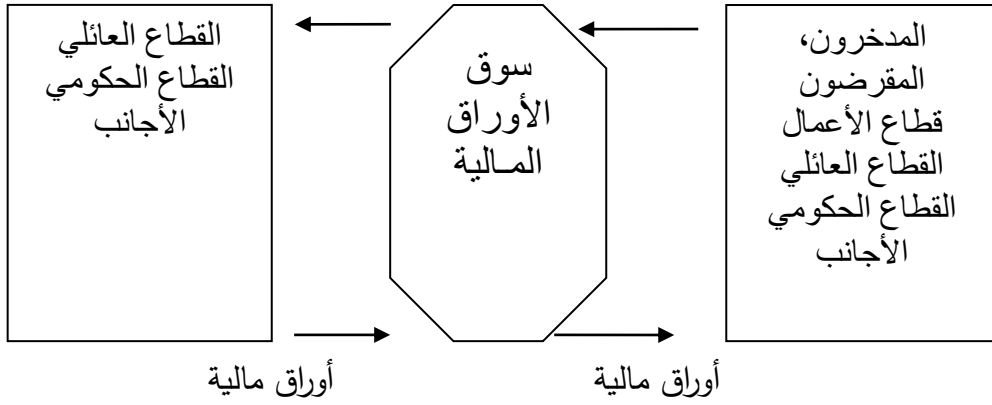 المدخرون،
المقرضون
قطاع الأعمال
القطاع العائلي
القطاع الحكومي
الأجانب
سوق
الأوراق
المـالية
القطاع العائلي
القطاع الحكومي
الأجانب
أوراق مالية
أوراق مالية